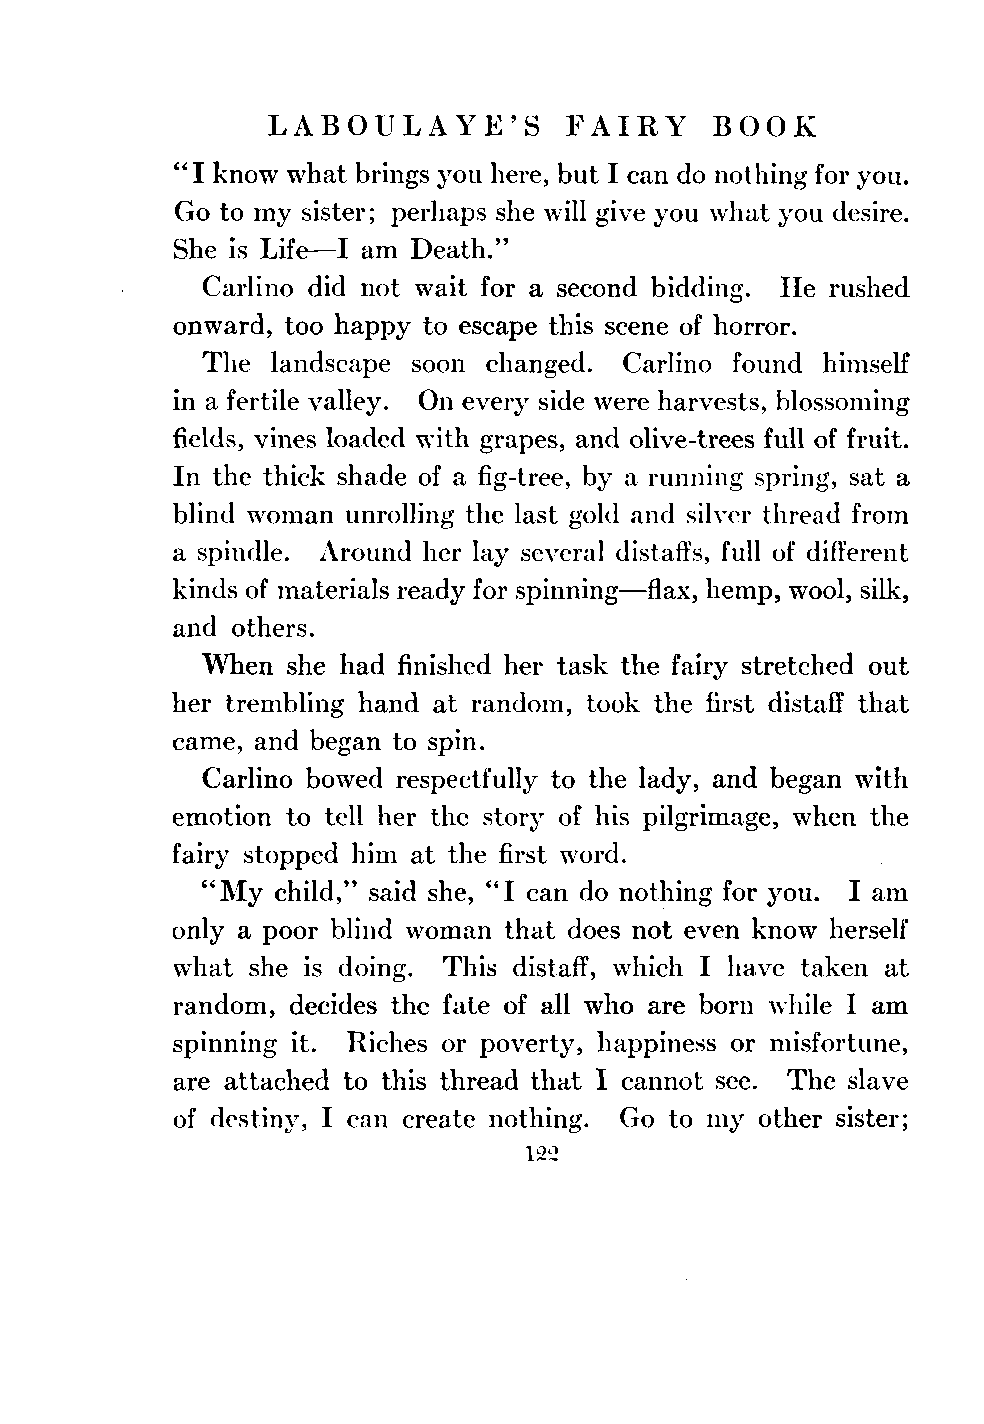 LABOULAYE'S FAIRY BOOK
“I know what brings you here, but I can do nothing for you.
Go to my sister; perhaps she will give you what you desire.
She is Life—I am Death.”
Carlino did not wait for a second bidding. He rushed
onward, too happy to escape this scene of horror.
The landscape soon changed. Carlino found himself
in a fertile valley. On every side were harvests, blossoming
fields, vines loaded with grapes, and olive-trees full of fruit.
In the thick shade of a fig-tree, by a running spring, sat a
blind woman unrolling the last gold and silver thread from
a spindle. Around her lay several distaffs, full of different
kinds of materials ready for spinning—flax, hemp, wool, silk,
and others.
When she had finished her task the fairy stretched out
her trembling hand at random, took the first distaff that
came, and began to spin.
Carlino bowed respectfully to the lady, and began with
emotion to tell her the story of his pilgrimage, when the
fairy stopped him at the first word.
“My child,” said she, “I can do nothing for you. I am
only a poor blind woman that does not even know herself
what she is doing. This distaff, which I have taken at
random, decides the fate of all who are born while I am
spinning it. Riches or poverty, happiness or misfortune,
are attached to this thread that I cannot see. The slave
of destiny, I can create nothing. Go to my other sister;
122